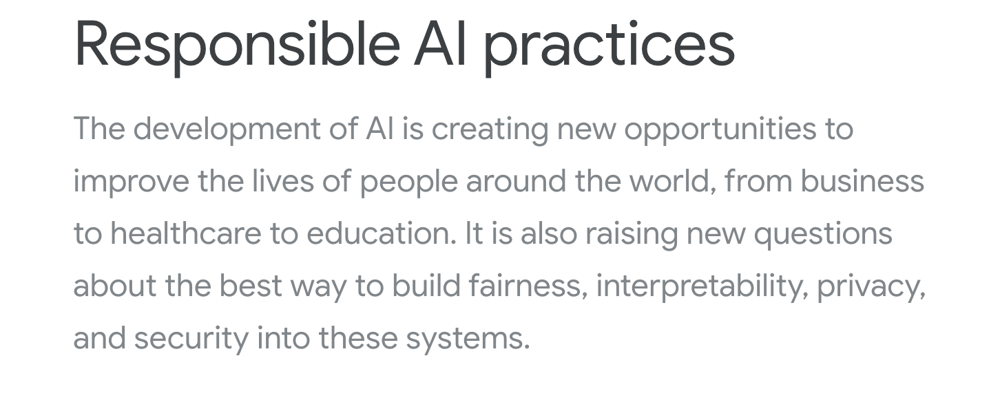 Responsible AI practices
The development of AI is creating new opportunities to
improve the lives of people around the world, from business
to healthcare to education. It is also raising new questions
about the best way to build fairness, interpretability, privacy,
and security into these systems.